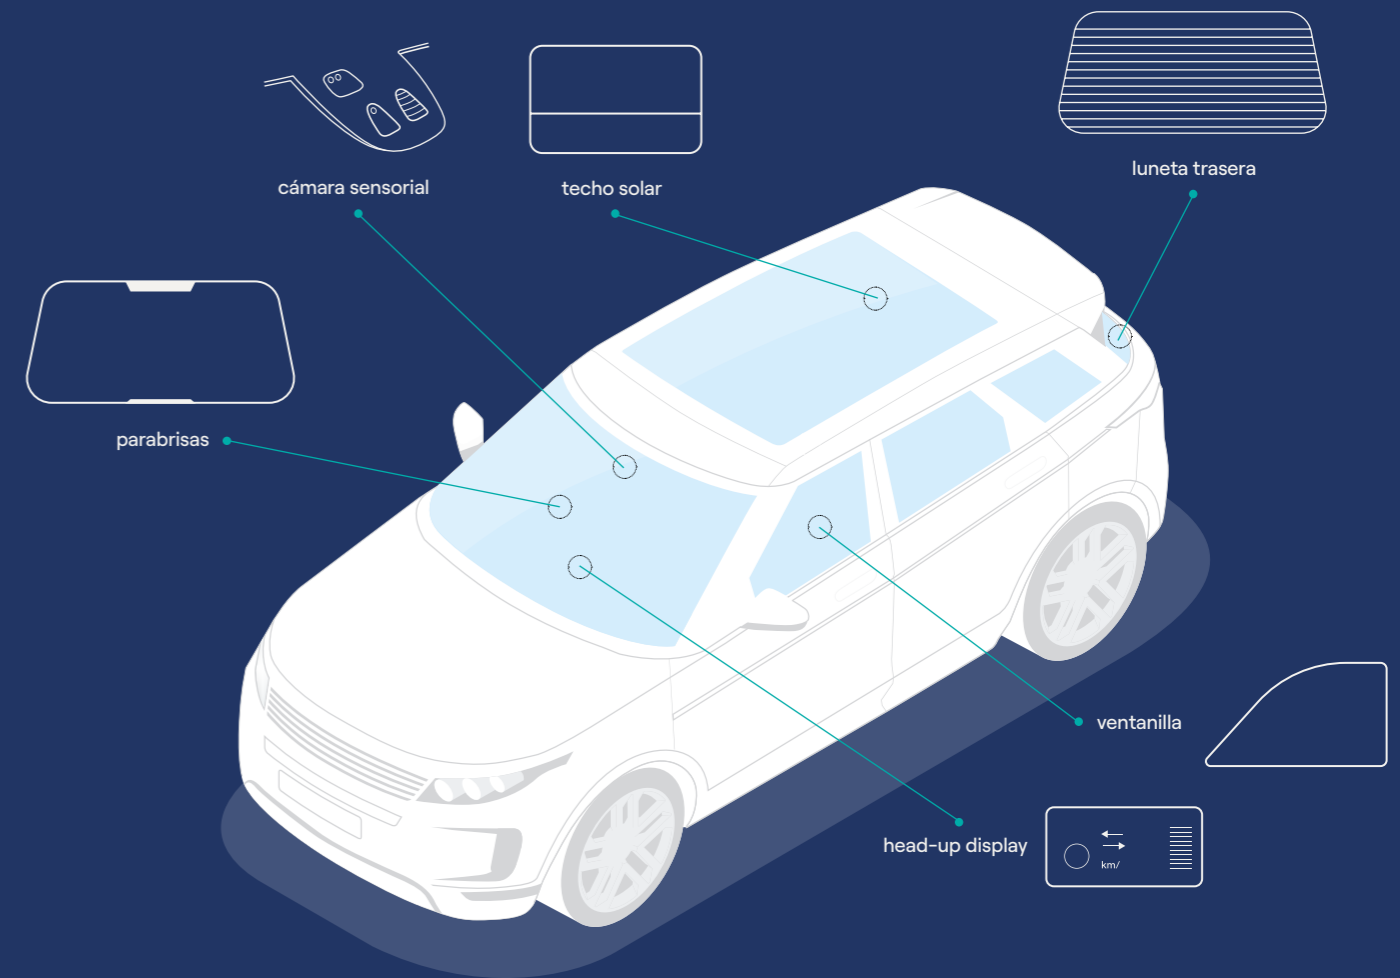 cámara sensorial
techo solar
luneta trasera
parabrisas
ventanilla
head-up display
km/